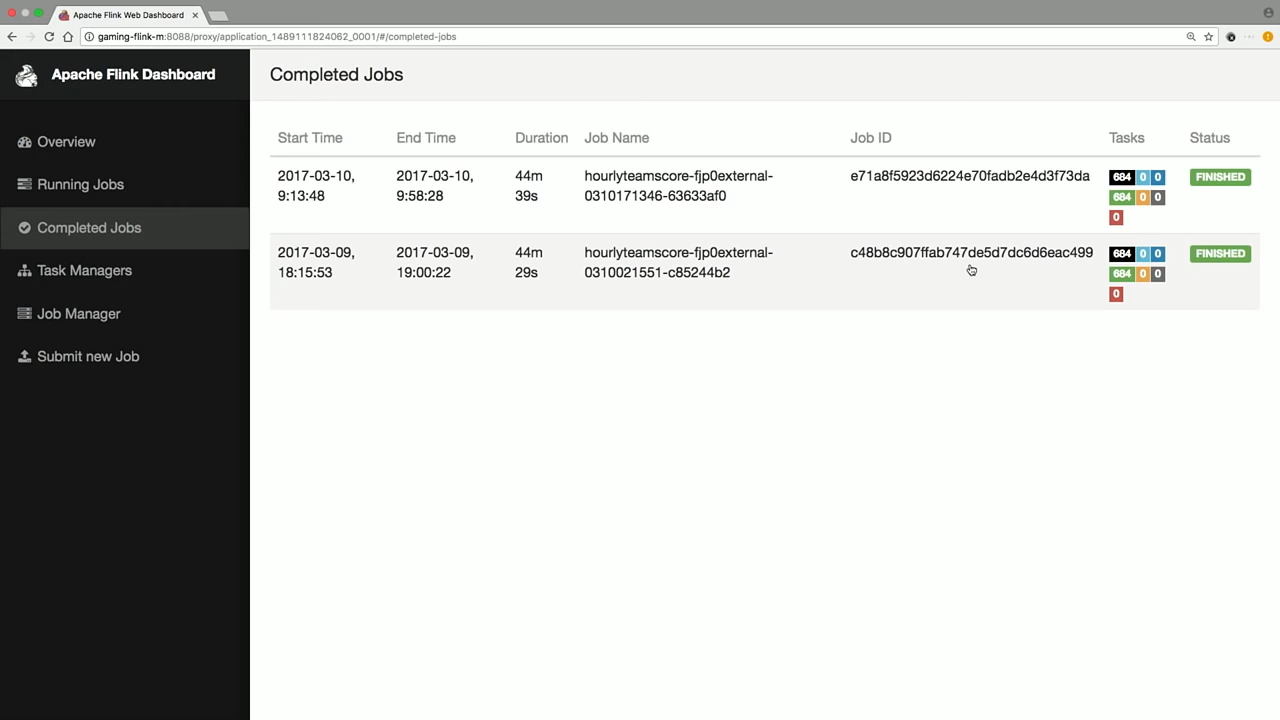 Apache Flink Web Dashboard
gaming-flink-m:8088/proxy/application_1489111824062_0001/#/completed-jobs
Apache Flink Dashboard
Completed Jobs
Overview
Running Jobs
Completed Jobs
Task Managers
Job Manager
Submit new Job
Start Time End Time Duration Job Name Job ID Tasks Status
2017-03-10, 2017-03-10, 44m hourlyteamscore-fjp0external- e71a8f5923d6224e70fadb2e4d3f73da 684 0 0 FINISHED
9:13:48 9:58:28 39s 0310171346-63633af0 684 0 0
0
2017-03-09, 2017-03-09, 44m hourlyteamscore-fjp0external- c48b8c907ffab747de5d7dc6d6eac499 684 0 0 FINISHED
18:15:53 19:00:22 29s 0310021551-c85244b2 684 0 0
0